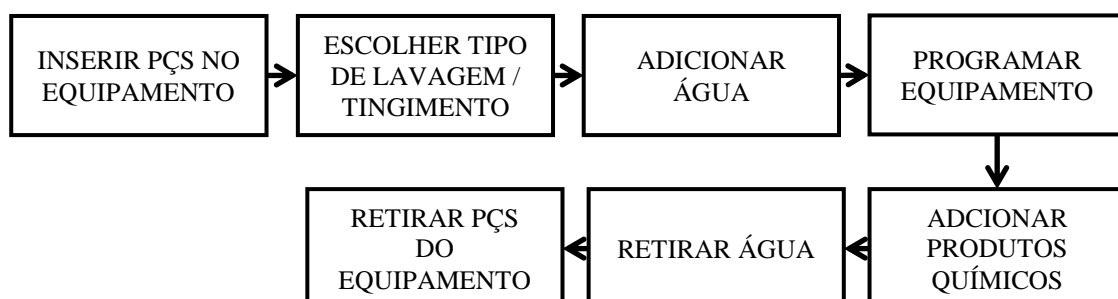 INSERIR PÇS NO
EQUIPAMENTO
ESCOLHER TIPO
DE LAVAGEM /
TINGIMENTO
ADICIONAR
ÁGUA
PROGRAMAR
EQUIPAMENTO
ADCIONAR
PRODUTOS
QUÍMICOS
RETIRAR ÁGUA
RETIRAR PÇS
DO
EQUIPAMENTO